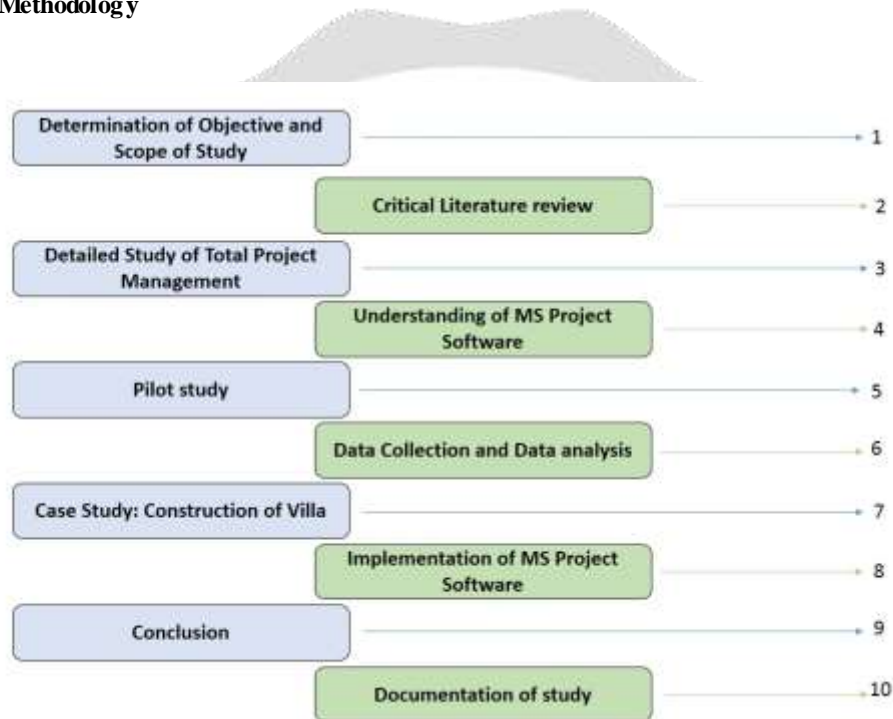 Methodology
Determination of Objective and
Scope of Study
1
Critical Literature review
2
Detailed Study of Total Project
Management
3
Understanding of MS Project
Software
4
Pilot study
5
Data Collection and Data analysis
6
Case Study: Construction of Villa
7
Implementation of MS Project
Software
8
Conclusion
9
Documentation of study
10